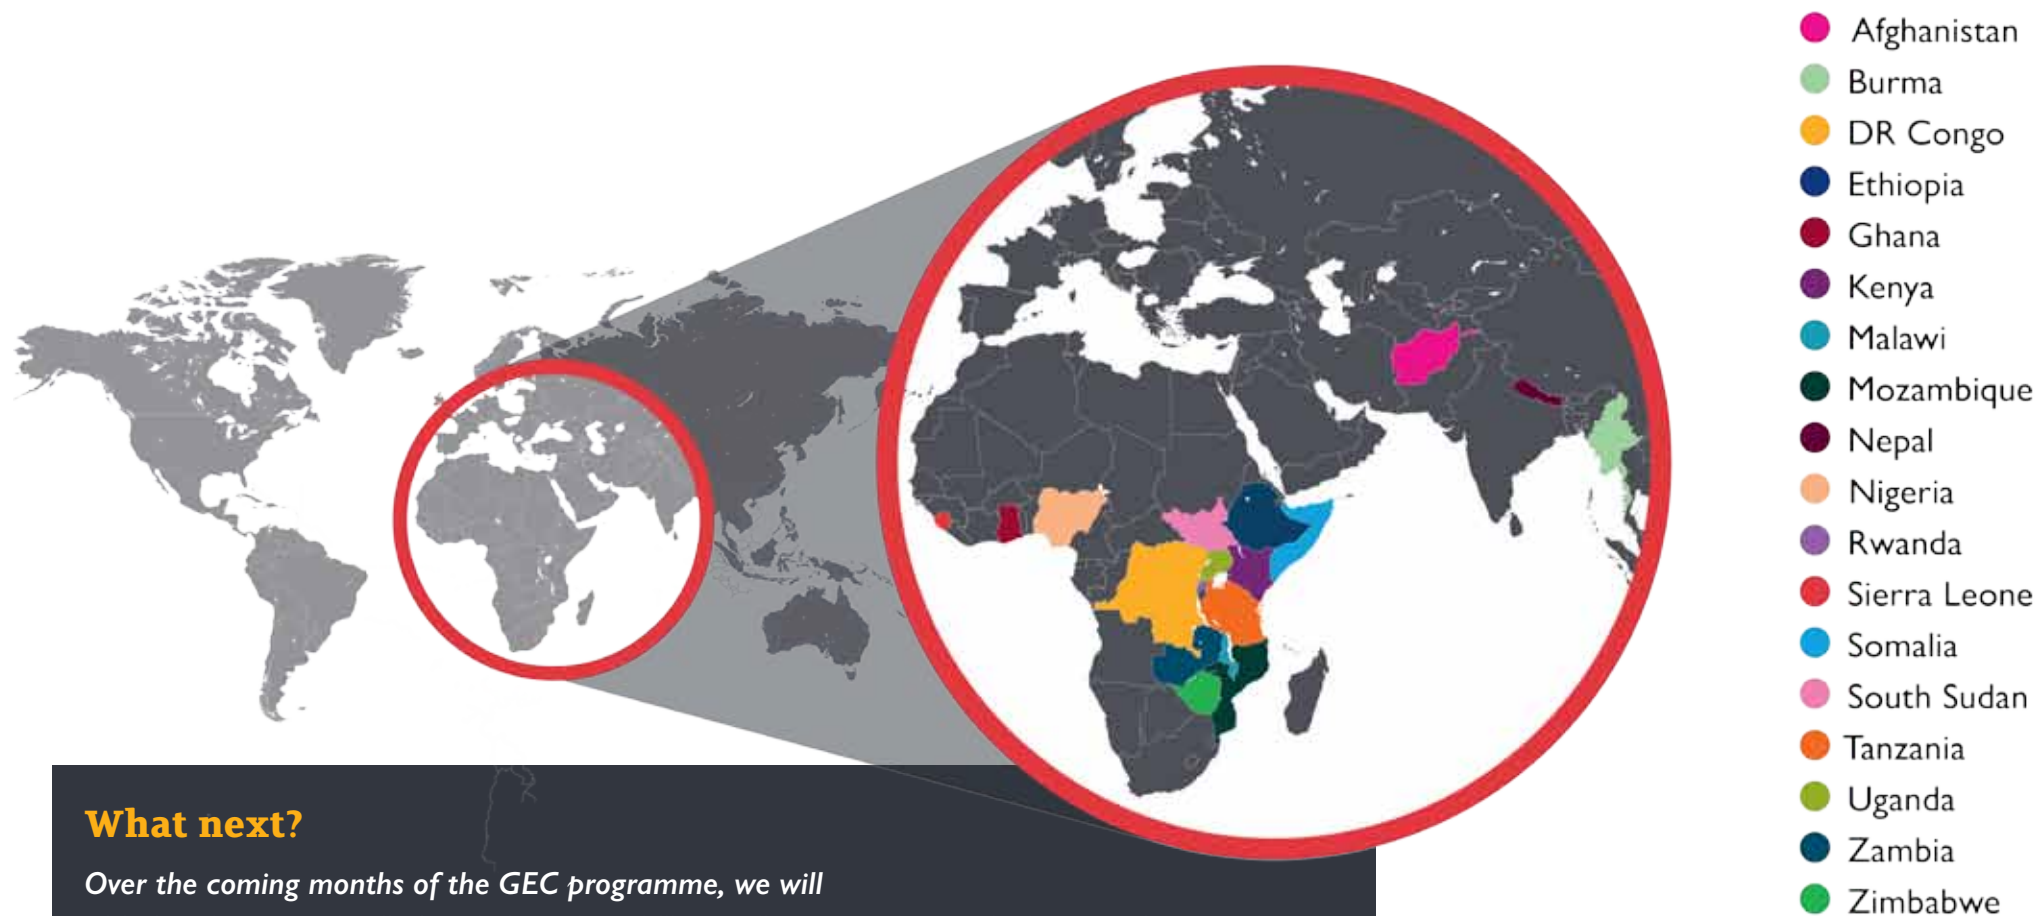 Afghanistan
Burma
DR Congo
Ethiopia
Ghana
Kenya
Malawi
Mozambique
Nepal
Nigeria
Rwanda
Sierra Leone
Somalia
South Sudan
Tanzania
Uganda
Zambia
Zimbabwe
What next?
Over the coming months of the GEC programme, we will